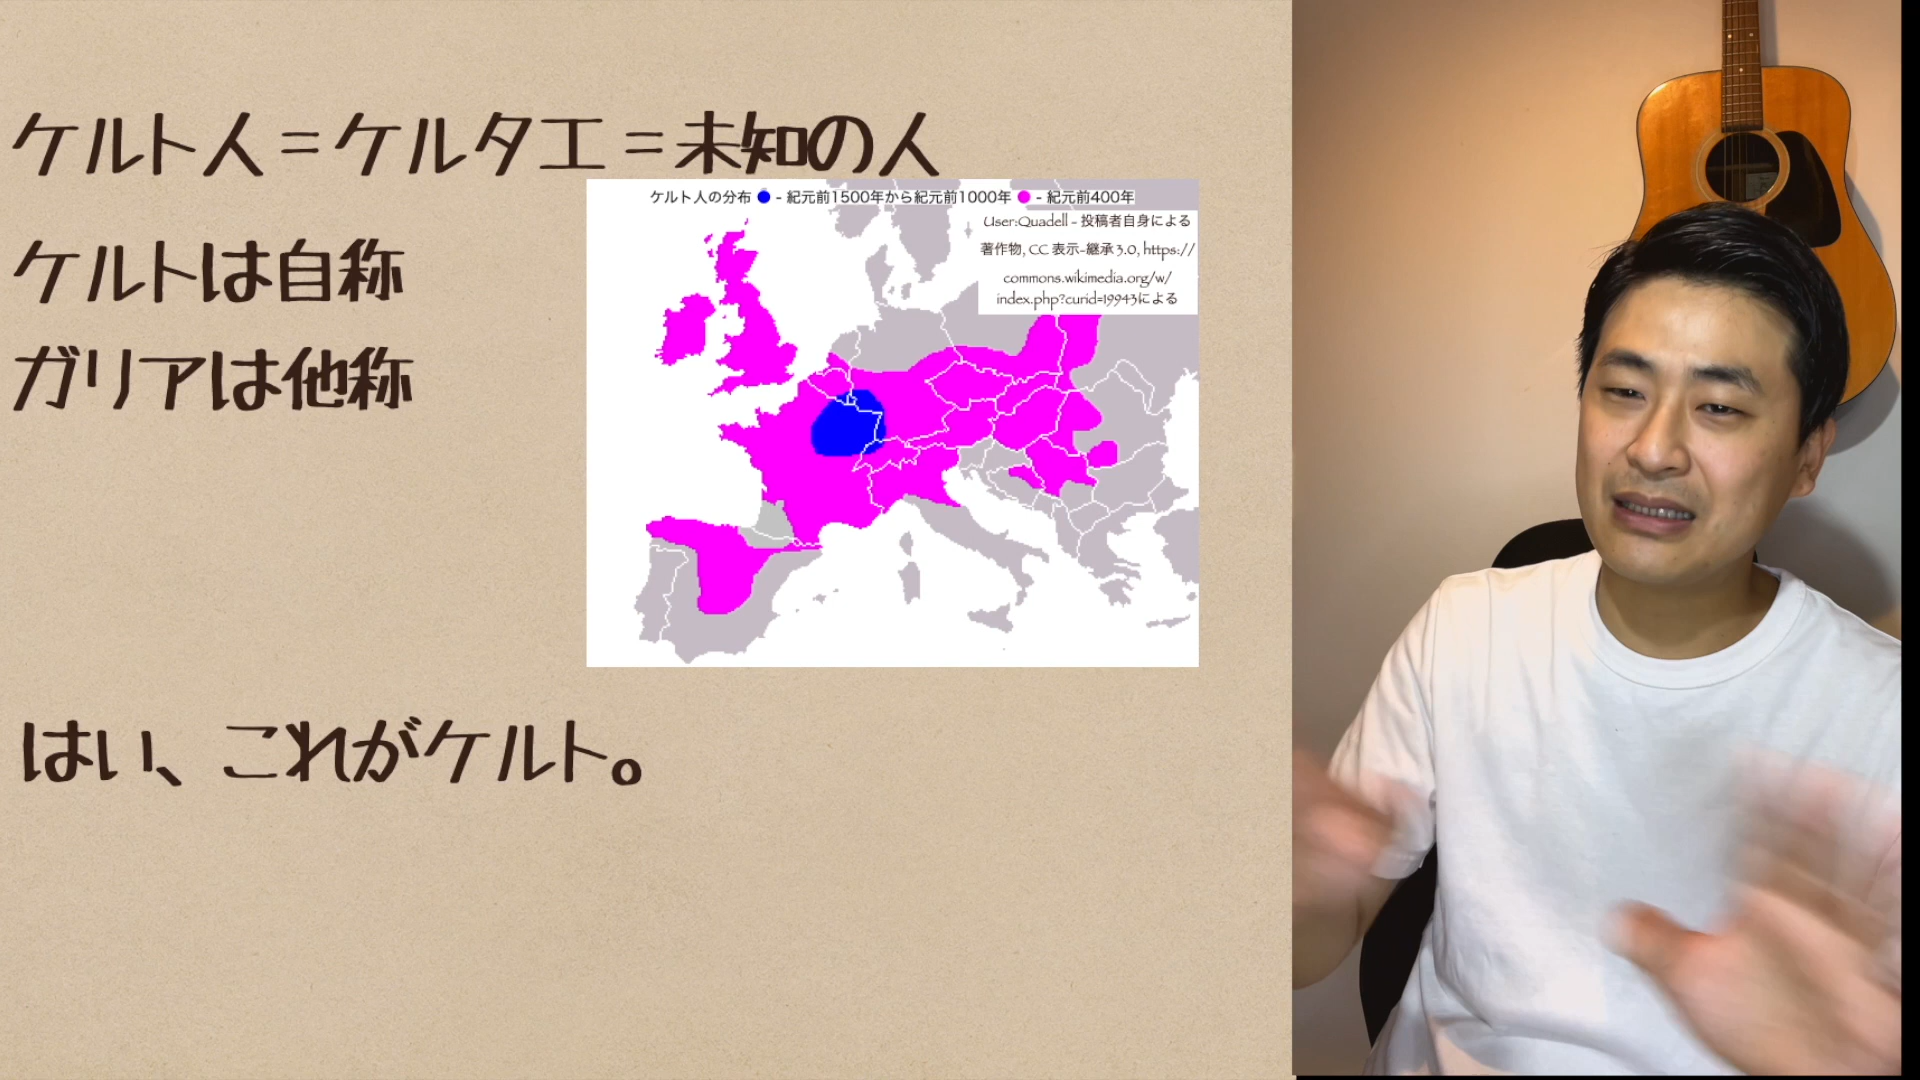 ケルト人＝ケルタエ＝未知の人
ケルト人の分布 - 紀元前1500年から紀元前1000年 - 紀元前400年
User:Quadell - 投稿者自身による
著作物, CC 表示-継承 3.0, https://
commons.wikimedia.org/w/
index.php?curid=19943による
ケルトは自称
ガリアは他称
はい、これがケルト。